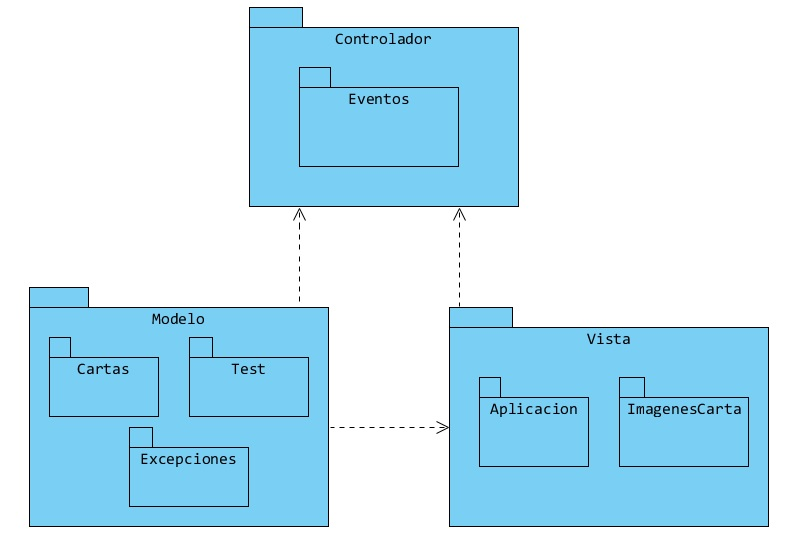 Controlador
Eventos
Modelo
Cartas
Test
Excepciones
Vista
Aplicacion
ImagenesCarta